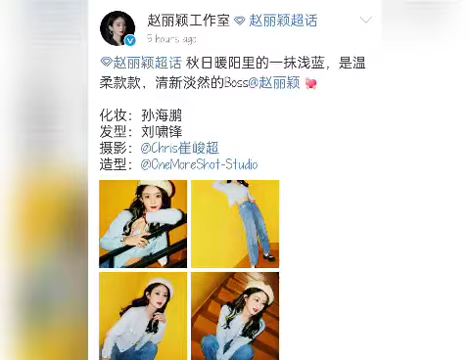 赵丽颖工作室 赵丽颖超话
5 hours ago
赵丽颖超话 秋日暖阳里的一抹浅蓝，是温
柔款款，清新淡然的Boss@赵丽颖
化妆：孙海鹏
发型：刘啸锋
摄影：@Chris崔峻超
造型：@OneMoreShot-Studio